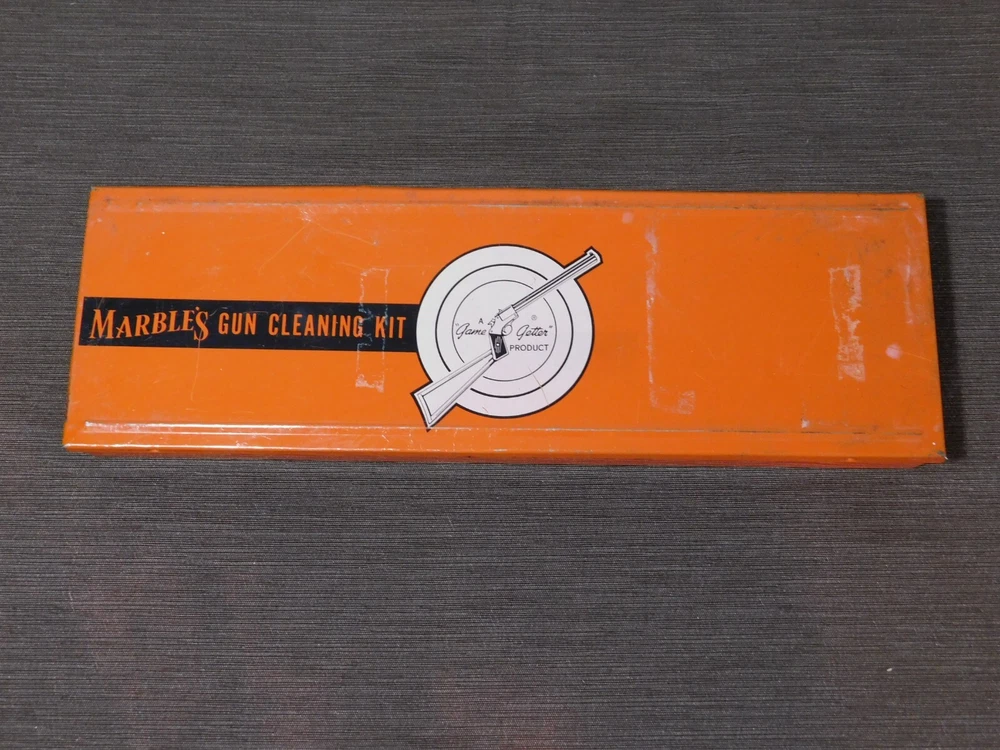 MARBLE'S GUN CLEANING KIT
A ®
"Game Getter"
PRODUCT